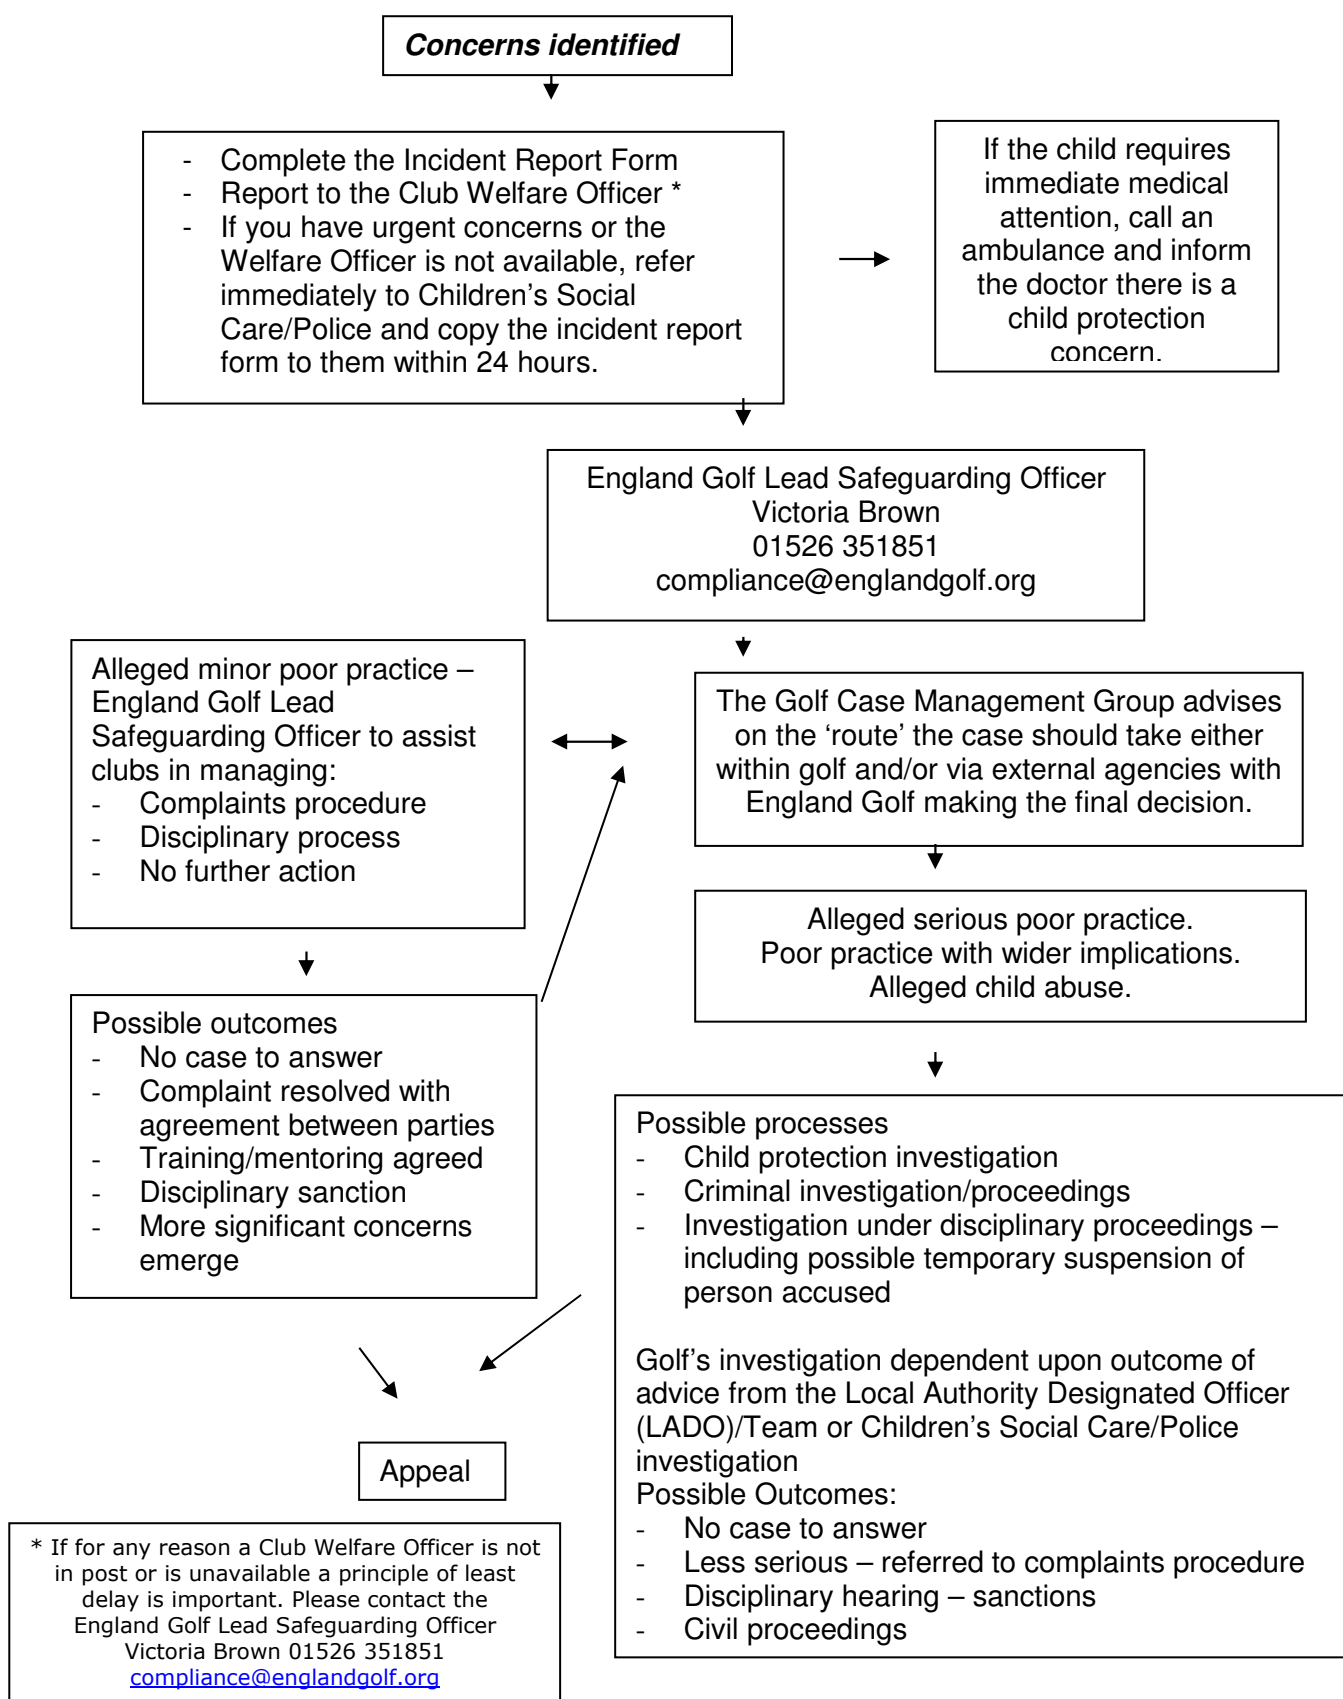 Concerns identified
- Complete the Incident Report Form
- Report to the Club Welfare Officer *
- If you have urgent concerns or the
Welfare Officer is not available, refer
immediately to Children’s Social
Care/Police and copy the incident report
form to them within 24 hours.
If the child requires
immediate medical
attention, call an
ambulance and inform
the doctor there is a
child protection
concern.
England Golf Lead Safeguarding Officer
Victoria Brown
01526 351851
compliance@englandgolf.org
Alleged minor poor practice –
England Golf Lead
Safeguarding Officer to assist
clubs in managing:
- Complaints procedure
- Disciplinary process
- No further action
The Golf Case Management Group advises
on the ‘route’ the case should take either
within golf and/or via external agencies with
England Golf making the final decision.
Alleged serious poor practice.
Poor practice with wider implications.
Alleged child abuse.
Possible outcomes
- No case to answer
- Complaint resolved with
agreement between parties
- Training/mentoring agreed
- Disciplinary sanction
- More significant concerns
emerge
Possible processes
- Child protection investigation
- Criminal investigation/proceedings
- Investigation under disciplinary proceedings –
including possible temporary suspension of
person accused
Golf’s investigation dependent upon outcome of
advice from the Local Authority Designated Officer
(LADO)/Team or Children’s Social Care/Police
investigation
Possible Outcomes:
- No case to answer
- Less serious – referred to complaints procedure
- Disciplinary hearing – sanctions
- Civil proceedings
Appeal
* If for any reason a Club Welfare Officer is not
in post or is unavailable a principle of least
delay is important. Please contact the
England Golf Lead Safeguarding Officer
Victoria Brown 01526 351851
compliance@englandgolf.org